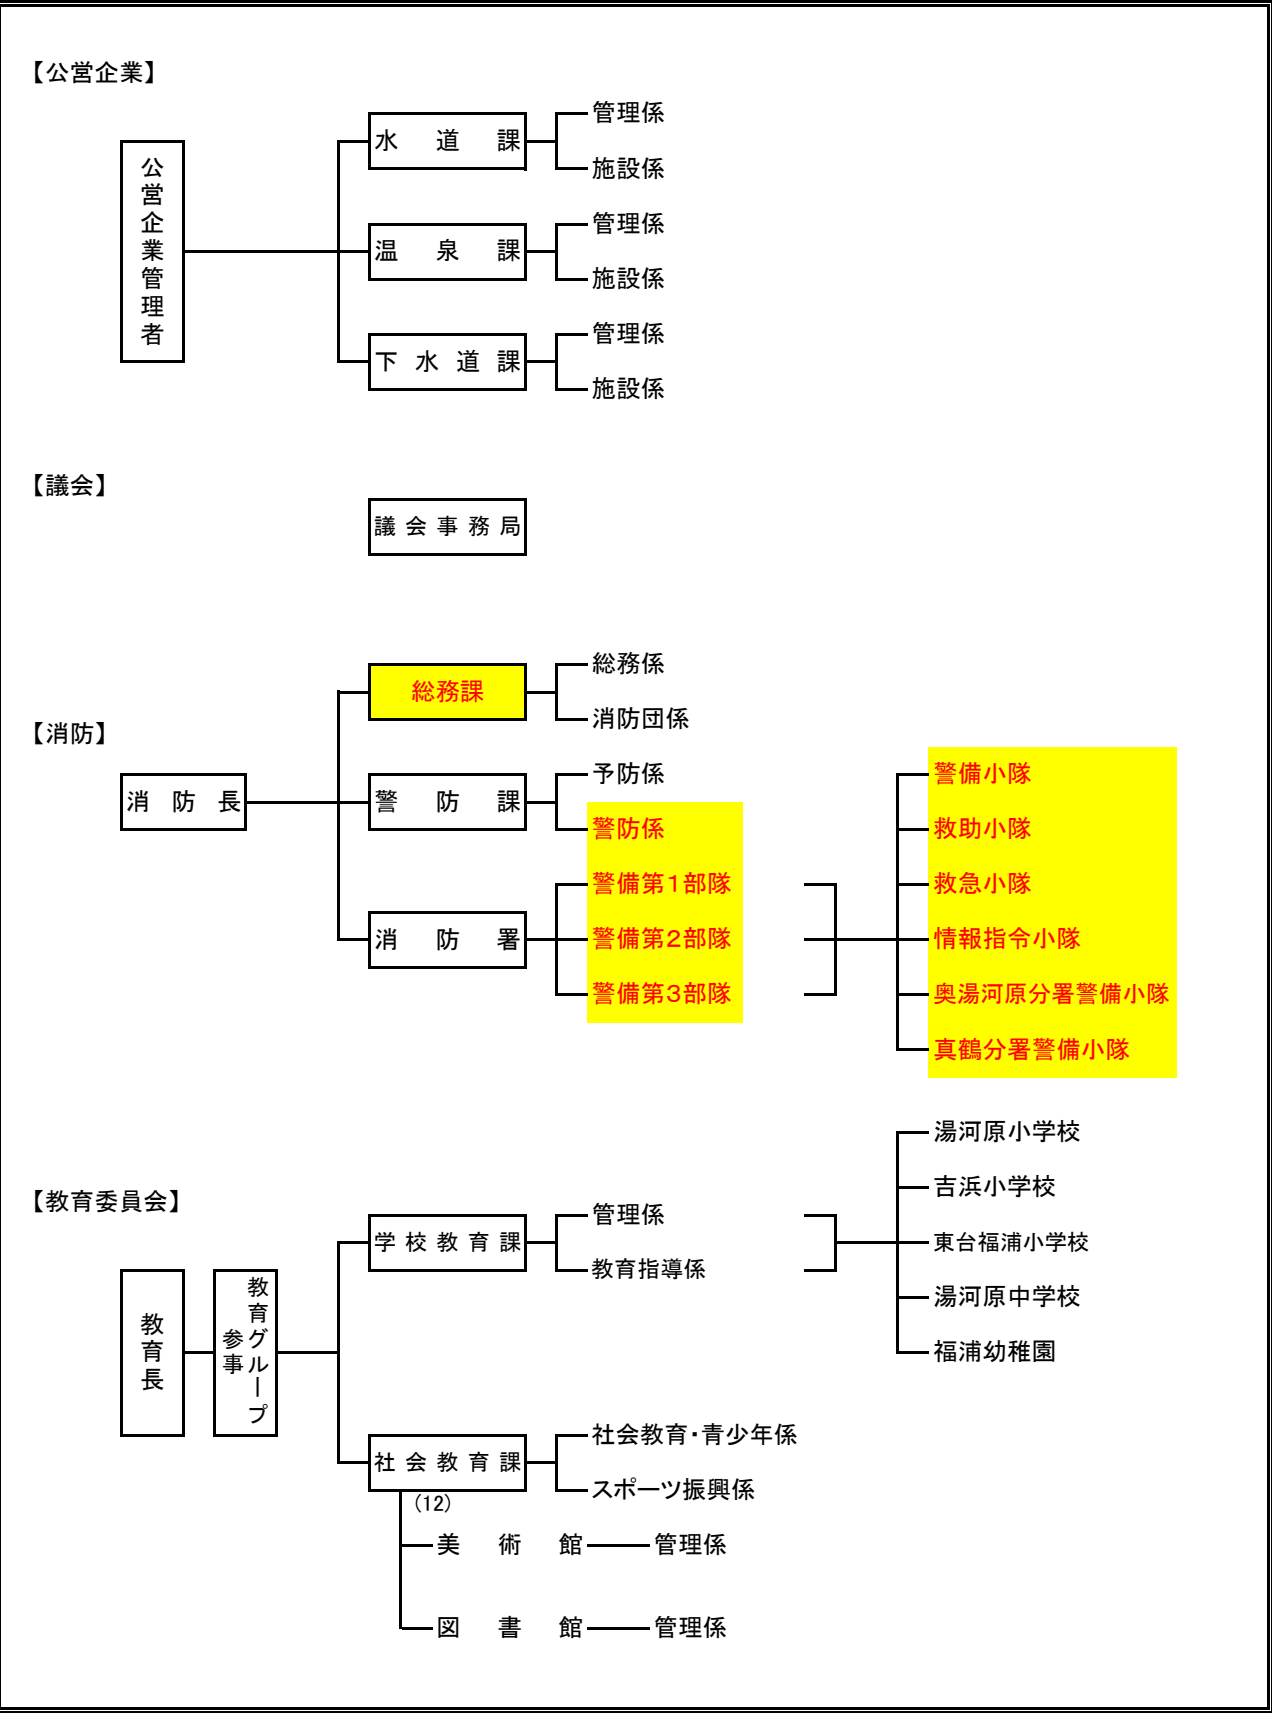 【公営企業】
公営企業管理者
水道課
管理係
施設係
温泉課
管理係
施設係
下水道課
管理係
施設係
【議会】
議会事務局
【消防】
消防長
総務課
総務係
消防団係
警防課
予防係
警防係
消防署
警備第1部隊
警備第2部隊
警備第3部隊
警備小隊
救助小隊
救急小隊
情報指令小隊
奥湯河原分署警備小隊
真鶴分署警備小隊
【教育委員会】
教育長
教育グループ
参事
学校教育課
管理係
教育指導係
湯河原小学校
吉浜小学校
東台福浦小学校
湯河原中学校
福浦幼稚園
社会教育課
社会教育・青少年係
スポーツ振興係
(12)
美術館
管理係
図書館
管理係